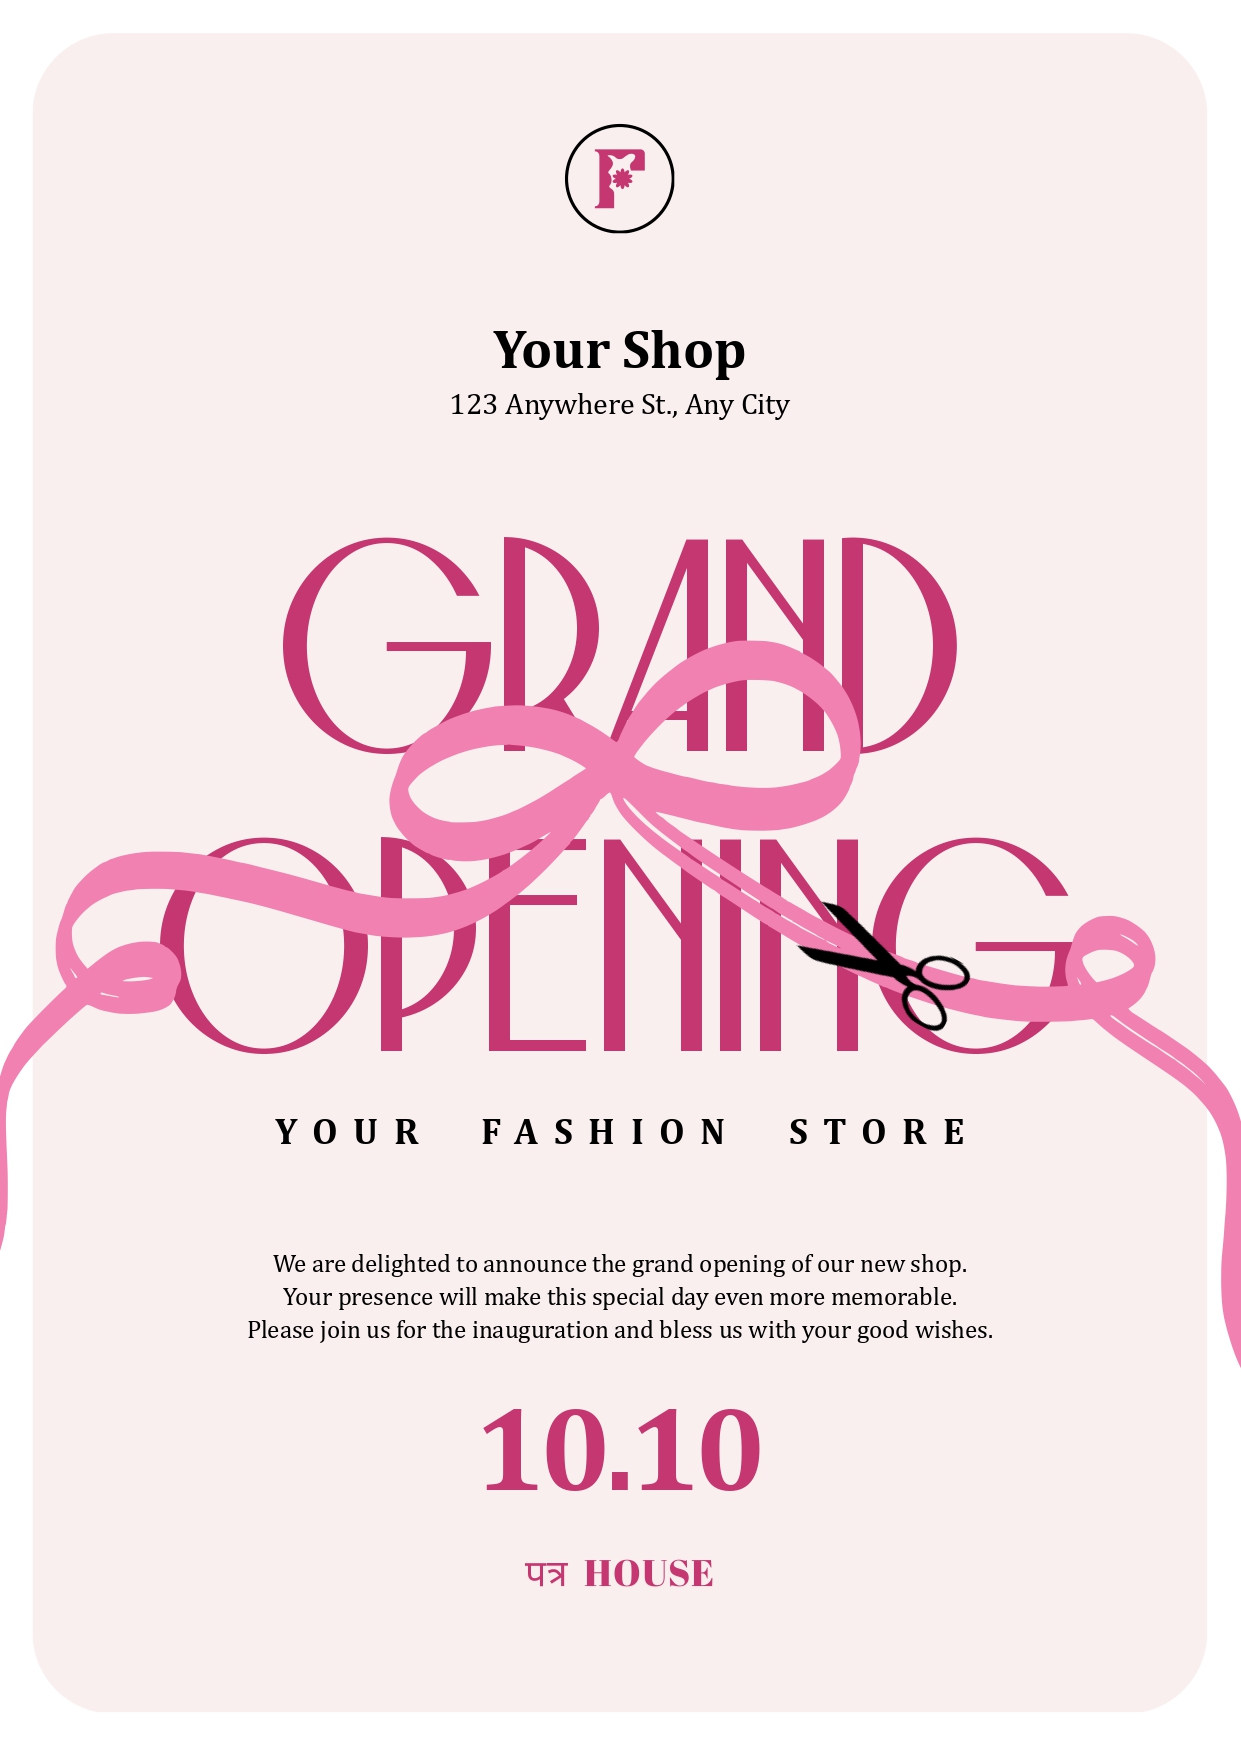 F
Your Shop
123 Anywhere St., Any City
GRAND
OPENING
YOUR FASHION STORE
We are delighted to announce the grand opening of our new shop.
Your presence will make this special day even more memorable.
Please join us for the inauguration and bless us with your good wishes.
10.10
पत्र HOUSE